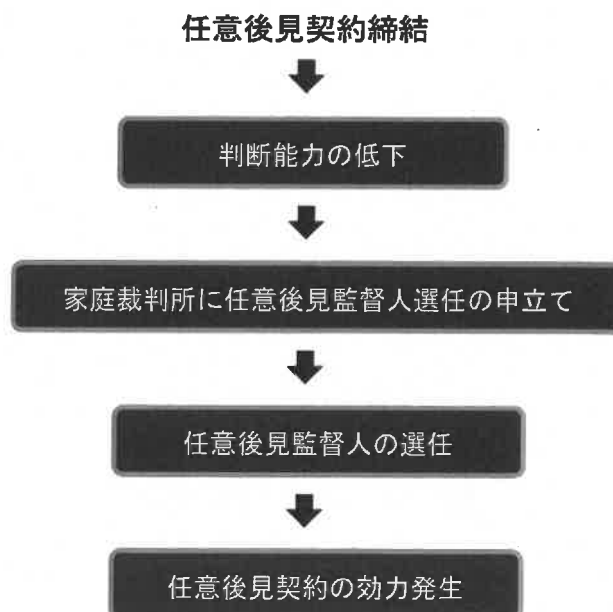 任意後見契約締結
判断能力の低下
家庭裁判所に任意後見監督人選任の申立て
任意後見監督人の選任
任意後見契約の効力発生